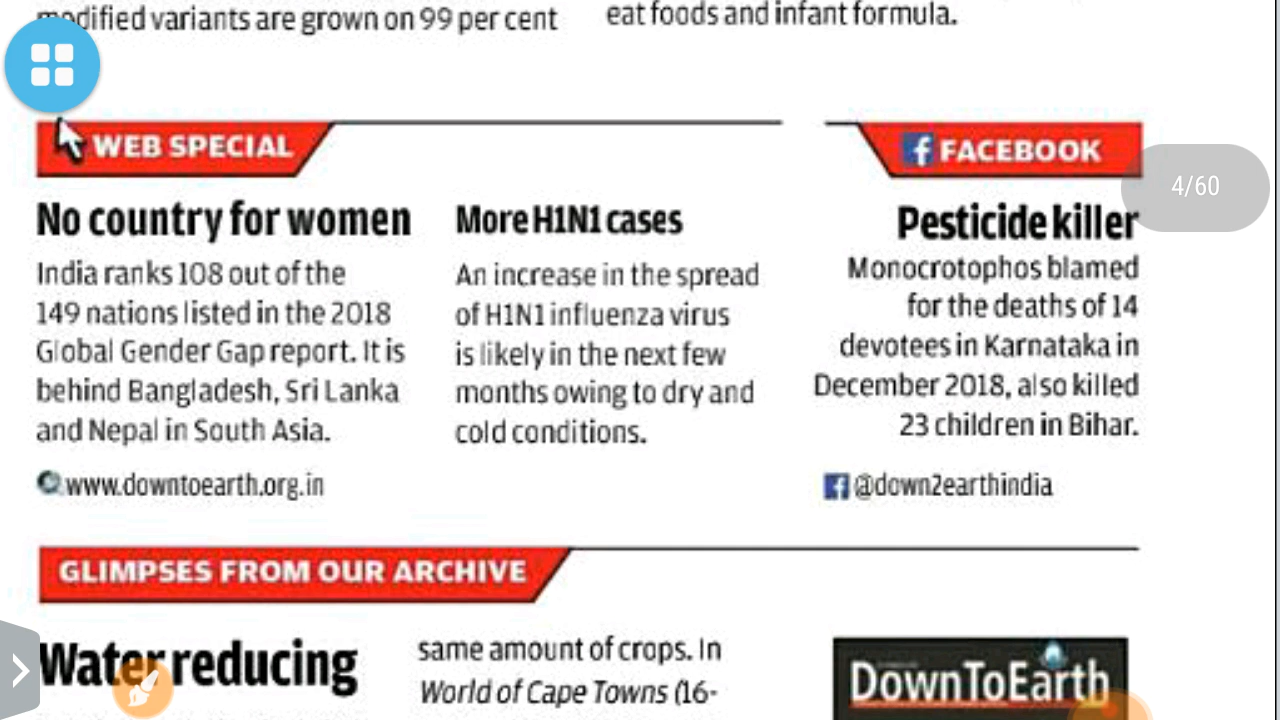 modified variants are grown on 99 per cent
eat foods and infant formula.
WEB SPECIAL
No country for women
India ranks 108 out of the
149 nations listed in the 2018
Global Gender Gap report. It is
behind Bangladesh, Sri Lanka
and Nepal in South Asia.
www.downtoearth.org.in
More H1N1 cases
An increase in the spread
of H1N1 influenza virus
is likely in the next few
months owing to dry and
cold conditions.
FACEBOOK
4/60
Pesticide killer
Monocrotophos blamed
for the deaths of 14
devotees in Karnataka in
December 2018, also killed
23 children in Bihar.
@down2earthindia
GLIMPSES FROM OUR ARCHIVE
Water reducing
same amount of crops. In
World of Cape Towns (16-
DownToEarth